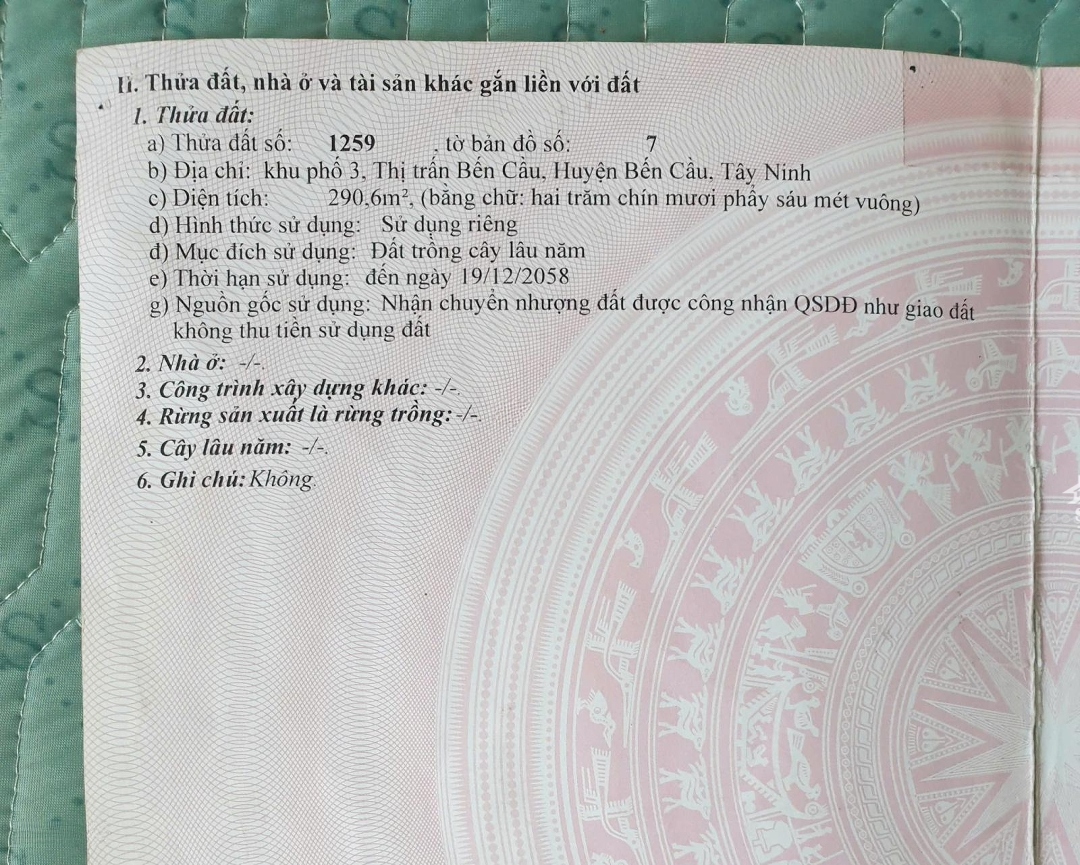 II. Thửa đất, nhà ở và tài sản khác gắn liền với đất
1. Thửa đất:
a) Thửa đất số: 1259 , tờ bản đồ số: 7
b) Địa chỉ: khu phố 3, Thị trấn Bến Cầu, Huyện Bến Cầu, Tây Ninh
c) Diện tích: 290,6m², (bằng chữ: hai trăm chín mươi phẩy sáu mét vuông)
d) Hình thức sử dụng: Sử dụng riêng
đ) Mục đích sử dụng: Đất trồng cây lâu năm
e) Thời hạn sử dụng: đến ngày 19/12/2058
g) Nguồn gốc sử dụng: Nhận chuyển nhượng đất được công nhận QSDĐ như giao đất
không thu tiền sử dụng đất
2. Nhà ở: -/-.
3. Công trình xây dựng khác: -/-.
4. Rừng sản xuất là rừng trồng: -/-.
5. Cây lâu năm: -/-.
6. Ghi chú: Không.